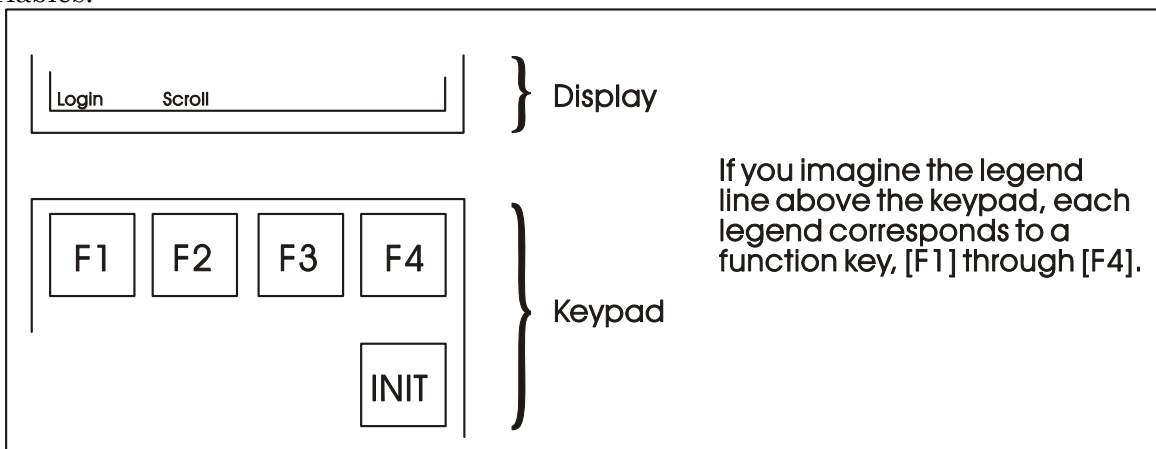 Login Scroll
Display
If you imagine the legend
line above the keypad, each
legend corresponds to a
function key, [F1] through [F4].
F1 F2 F3 F4
Keypad
INIT